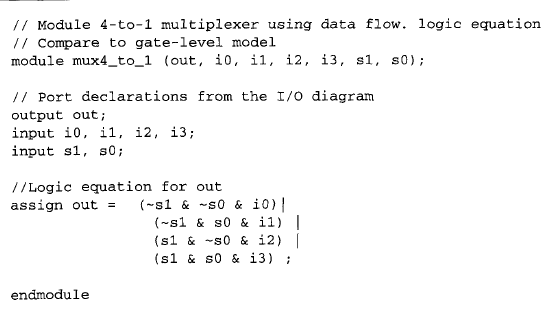 // Module 4-to-1 multiplexer using data flow. logic equation
// Compare to gate-level model
module mux4_to_1 (out, i0, i1, i2, i3, s1, s0);
// Port declarations from the I/O diagram
output out;
input i0, i1, i2, i3;
input s1, s0;
//Logic equation for out
assign out = (~s1 & ~s0 & i0)|
(~s1 & s0 & i1) |
(s1 & ~s0 & i2) |
(s1 & s0 & i3) ;
endmodule